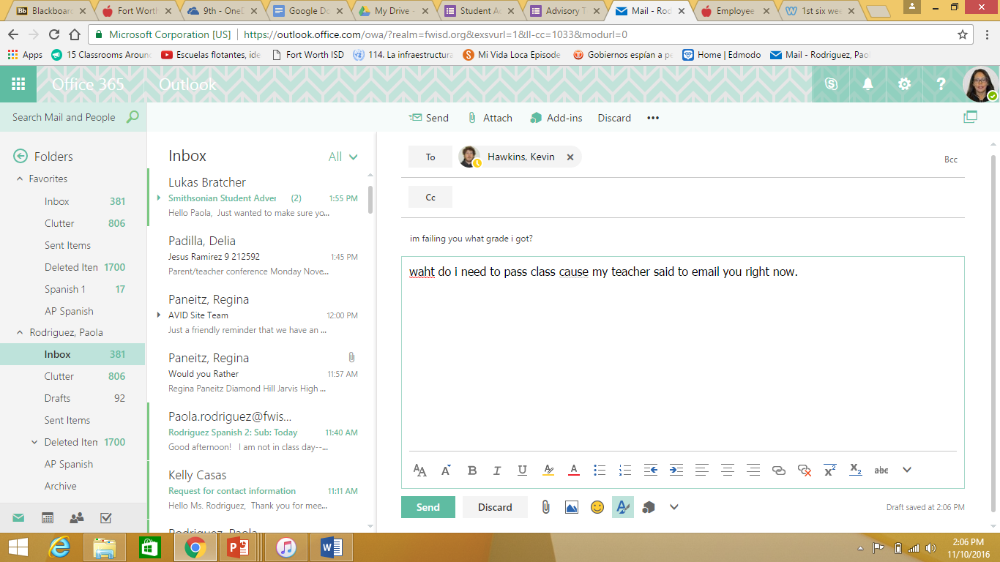 Blackboard
Fort Worth
9th - OneD
Google Do
My Drive -
Student A
Advisory T
Mail - Rod
Employee
1st six we
Microsoft Corporation [US] https://outlook.office.com/owa/?realm=fwisd.org&exsvurl=1&ll-cc=1033&modurl=0
Apps
15 Classrooms Aroun
Escuelas flotantes, ide
Fort Worth ISD
114. La infraestructura
Mi Vida Loca Episode
Gobiernos espían a pe
Home | Edmodo
Mail - Rodriguez, Pao
Office 365
Outlook
Search Mail and People
Send
Attach
Add-ins
Discard
Folders
Favorites
Inbox 381
Clutter 806
Sent Items
Deleted Iten 1700
Spanish 1 17
AP Spanish
Rodriguez, Paola
Inbox 381
Clutter 806
Drafts 92
Sent Items
Deleted Iten 1700
AP Spanish
Archive
Inbox
All
Lukas Bratcher
Smithsonian Student Adver (2) 1:55 PM
Hello Paola, Just wanted to make sure yo...
Padilla, Delia
Jesus Ramirez 9 212592 1:45 PM
Parent/teacher conference Monday Nove...
Paneitz, Regina
AVID Site Team 12:00 PM
Just a friendly reminder that we have an ...
Paneitz, Regina
Would you Rather 11:57 AM
Regina Paneitz Diamond Hill Jarvis High ...
Paola.rodriguez@fwis...
Rodriguez Spanish 2: Sub: Today 11:40 AM
Good afternoon! I am not in class day--...
Kelly Casas
Request for contact information 11:11 AM
Hello Ms. Rodriguez, Thank you for mee...
Rodriguez, Paola
To
Hawkins, Kevin
Bcc
Cc
im failing you what grade i got?
waht do i need to pass class cause my teacher said to email you right now.
Send
Discard
Draft saved at 2:06 PM
2:06 PM
11/10/2016